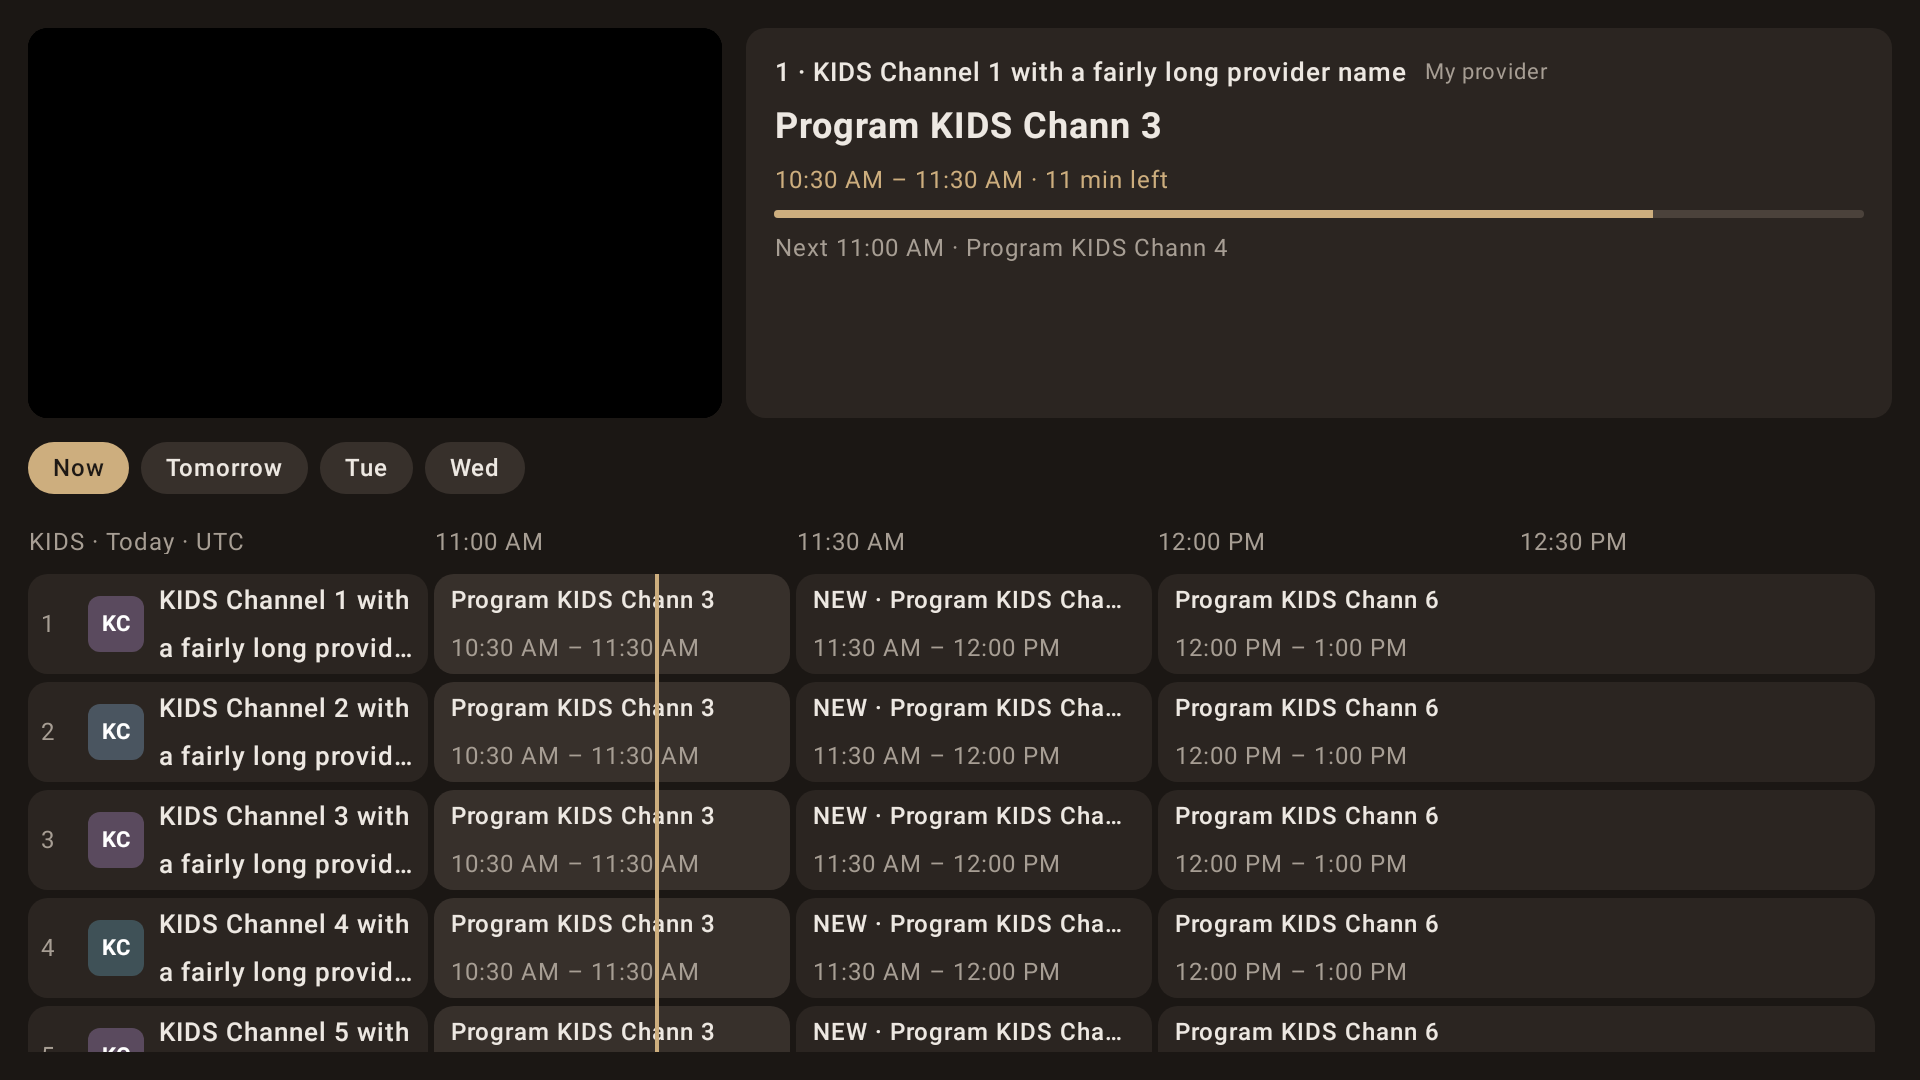 1 · KIDS Channel 1 with a fairly long provider name My provider
Program KIDS Chann 3
10:30 AM – 11:30 AM · 11 min left
Next 11:00 AM · Program KIDS Chann 4
Now Tomorrow Tue Wed
KIDS · Today · UTC 11:00 AM 11:30 AM 12:00 PM 12:30 PM
1 KC KIDS Channel 1 with
a fairly long provid…
Program KIDS Chann 3
10:30 AM – 11:30 AM
NEW · Program KIDS Cha…
11:30 AM – 12:00 PM
Program KIDS Chann 6
12:00 PM – 1:00 PM
2 KC KIDS Channel 2 with
a fairly long provid…
Program KIDS Chann 3
10:30 AM – 11:30 AM
NEW · Program KIDS Cha…
11:30 AM – 12:00 PM
Program KIDS Chann 6
12:00 PM – 1:00 PM
3 KC KIDS Channel 3 with
a fairly long provid…
Program KIDS Chann 3
10:30 AM – 11:30 AM
NEW · Program KIDS Cha…
11:30 AM – 12:00 PM
Program KIDS Chann 6
12:00 PM – 1:00 PM
4 KC KIDS Channel 4 with
a fairly long provid…
Program KIDS Chann 3
10:30 AM – 11:30 AM
NEW · Program KIDS Cha…
11:30 AM – 12:00 PM
Program KIDS Chann 6
12:00 PM – 1:00 PM
5 KC KIDS Channel 5 with
Program KIDS Chann 3
NEW · Program KIDS Cha…
Program KIDS Chann 6